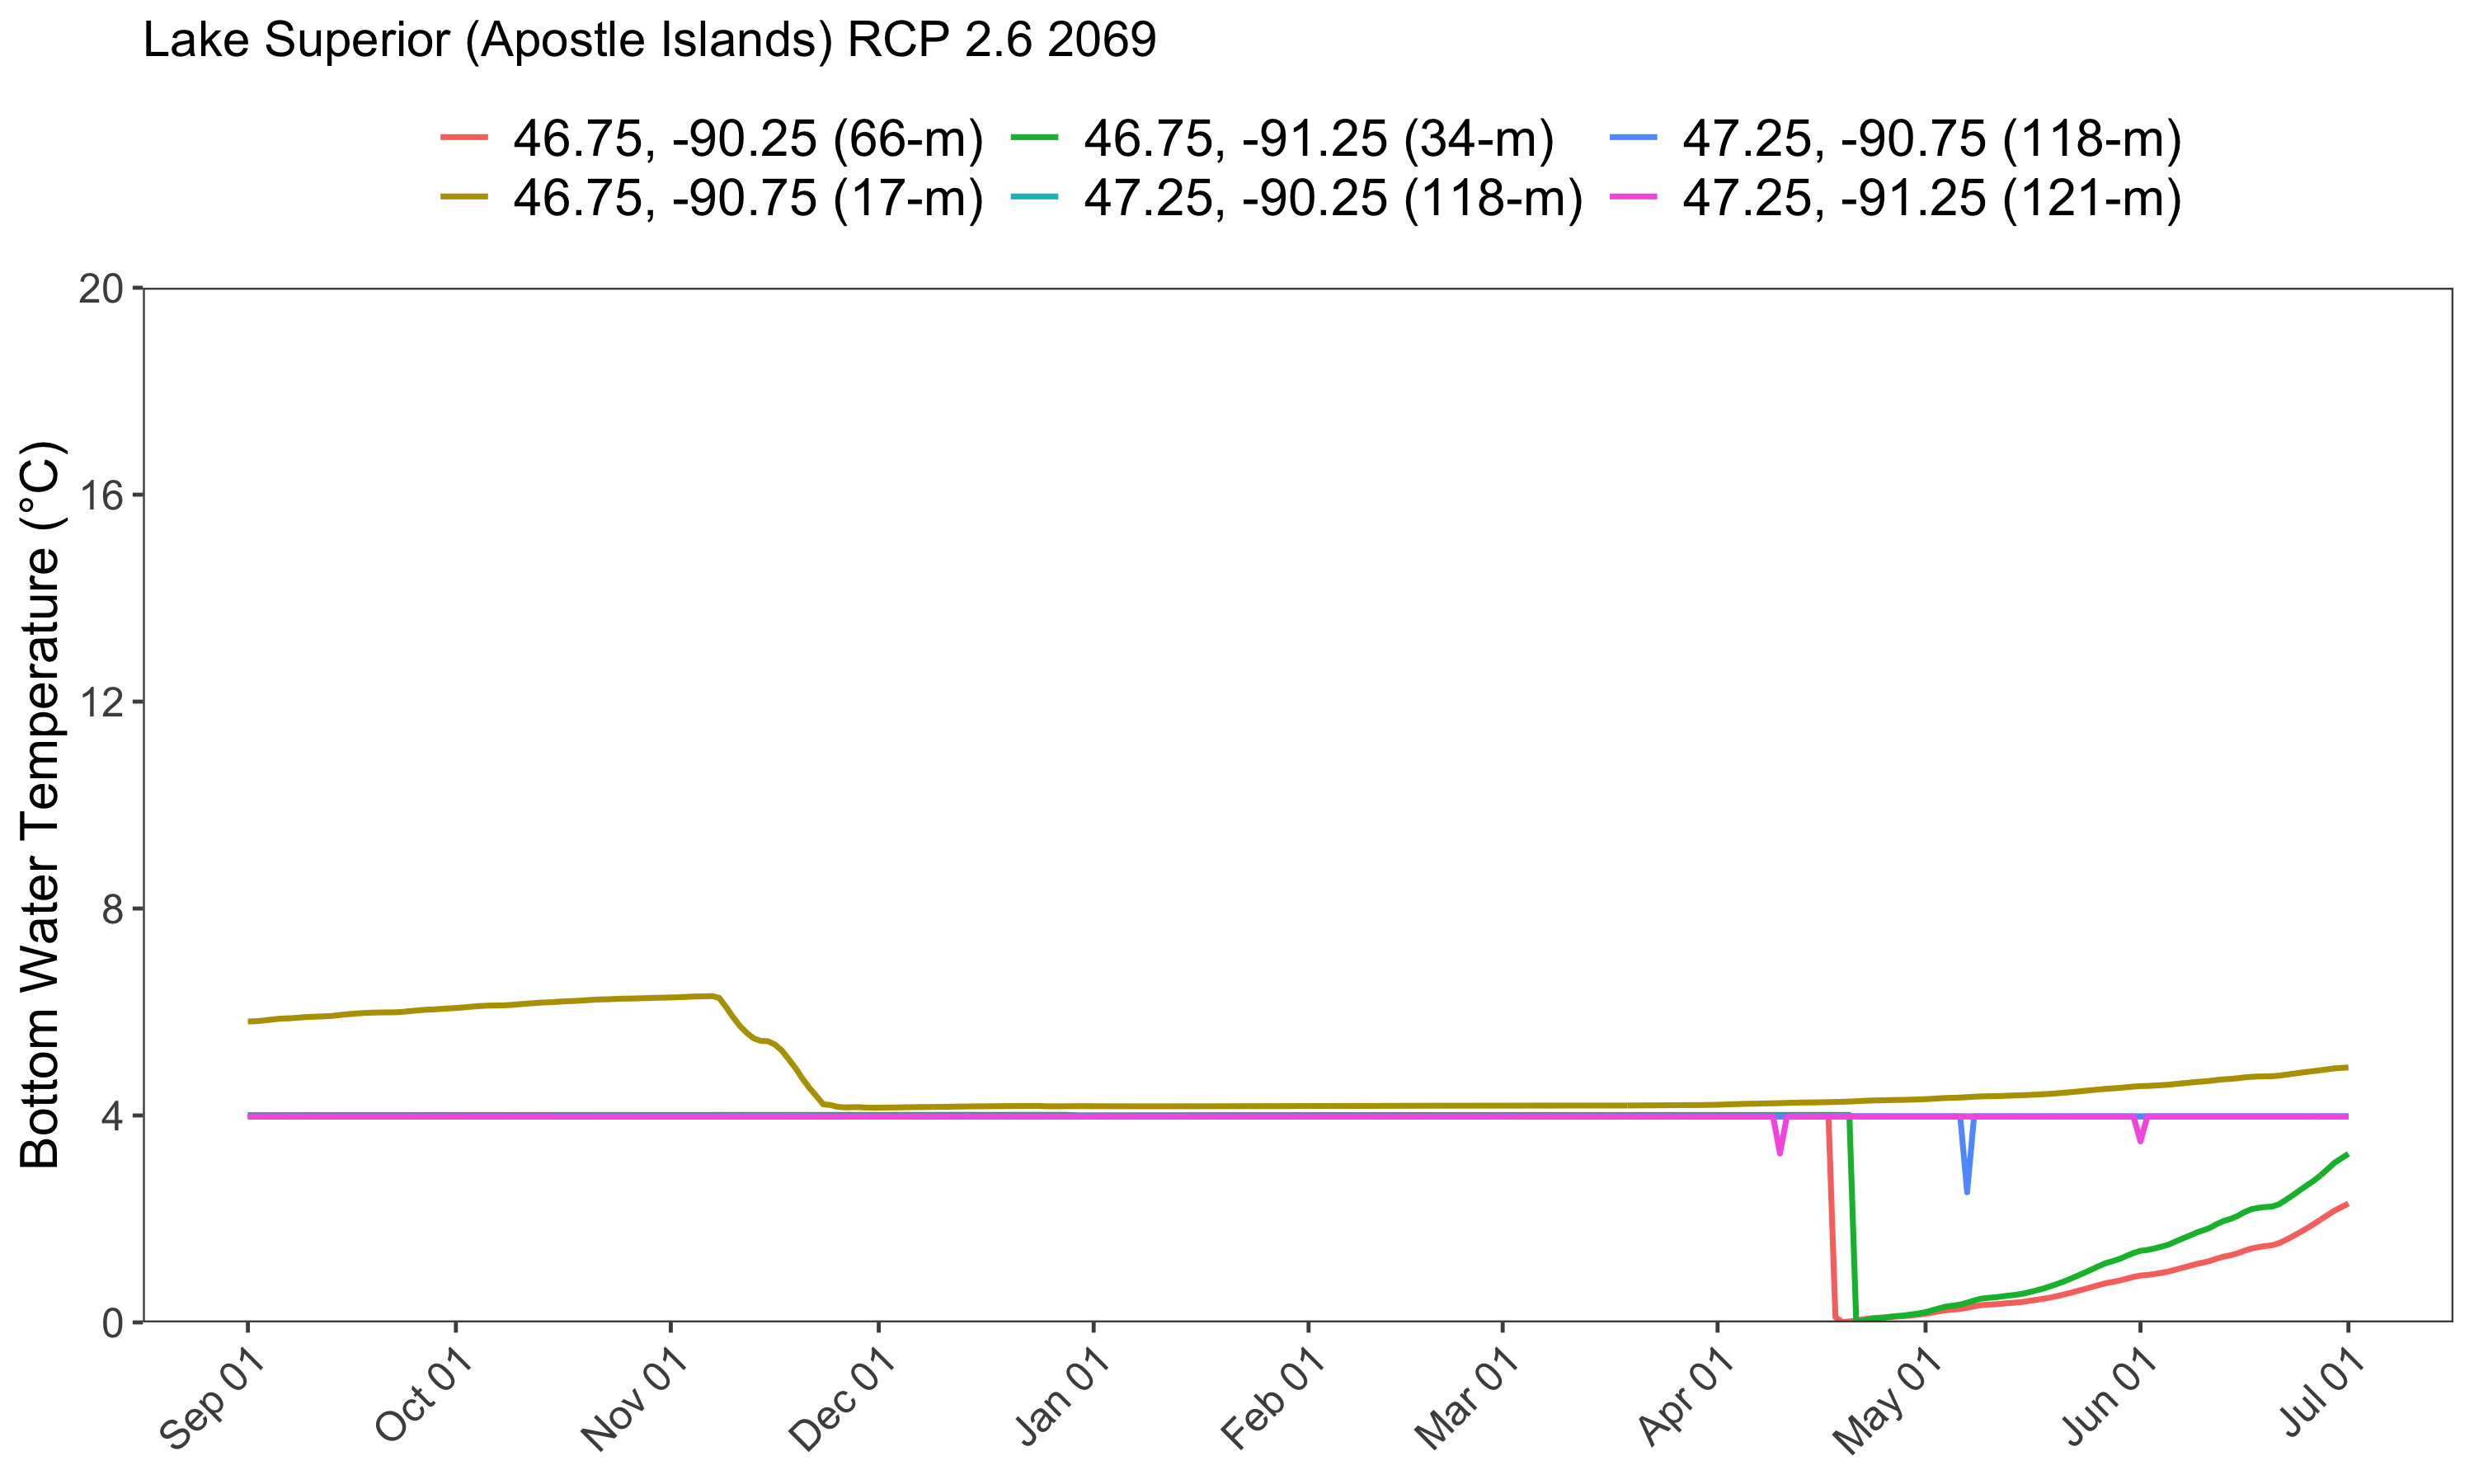 Lake Superior (Apostle Islands) RCP 2.6 2069
46.75, -90.25 (66-m) 46.75, -91.25 (34-m) 47.25, -90.75 (118-m)
46.75, -90.75 (17-m) 47.25, -90.25 (118-m) 47.25, -91.25 (121-m)
Bottom Water Temperature (°C)
20
16
12
8
4
0
Sep 01 Oct 01 Nov 01 Dec 01 Jan 01 Feb 01 Mar 01 Apr 01 May 01 Jun 01 Jul 01